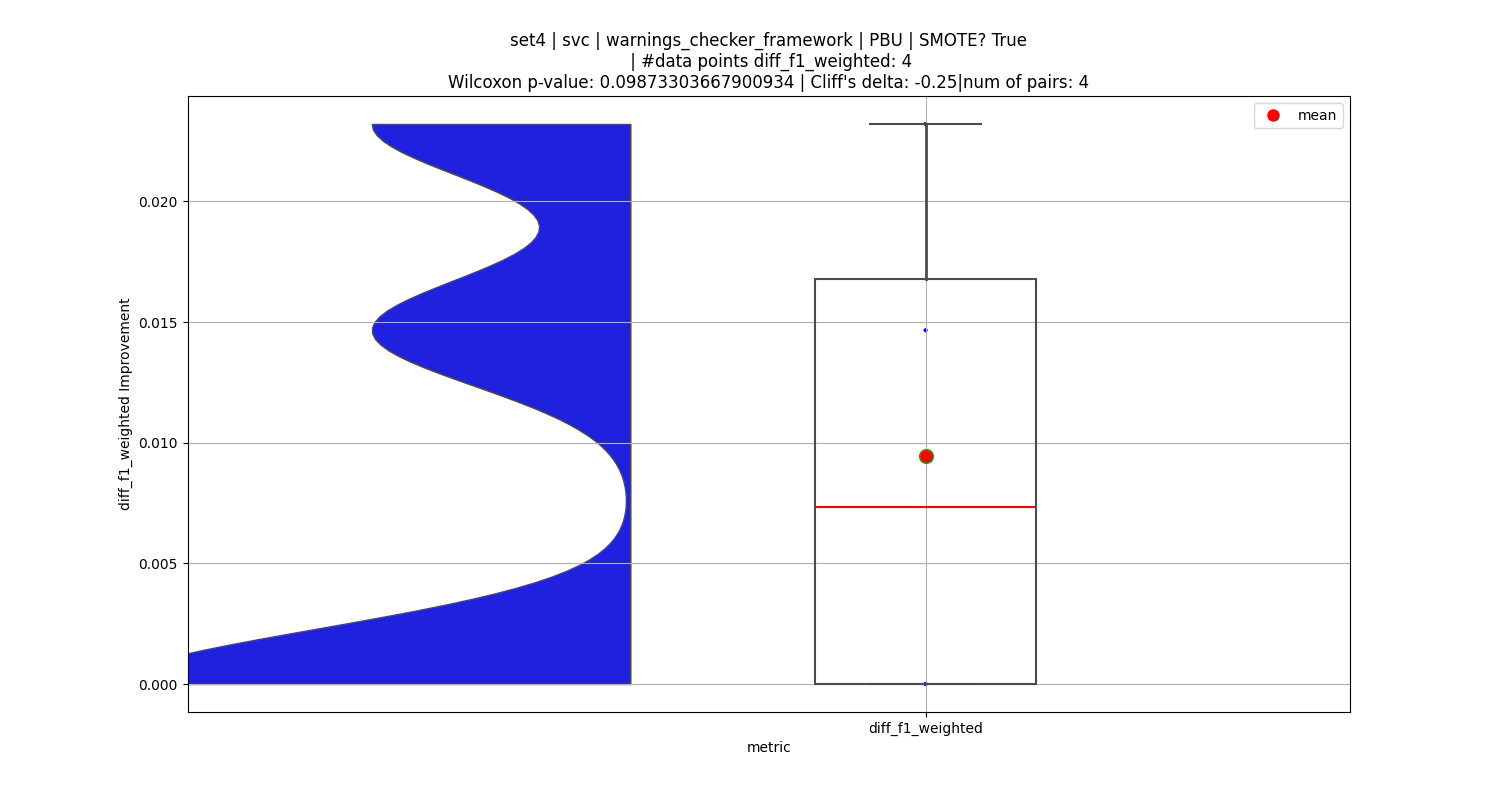 set4 | svc | warnings_checker_framework | PBU | SMOTE? True
| #data points diff_f1_weighted: 4
Wilcoxon p-value: 0.09873303667900934 | Cliff's delta: -0.25|num of pairs: 4
mean
0.020
0.015
0.010
0.005
0.000
diff_f1_weighted Improvement
diff_f1_weighted
metric